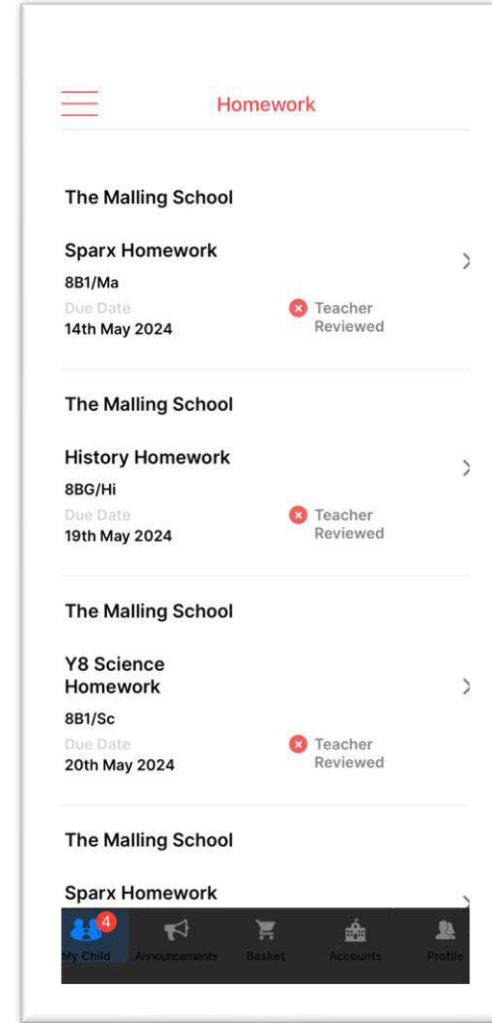 Homework
The Malling School
Sparx Homework
8B1/Ma
Due Date
14th May 2024
Teacher
Reviewed
The Malling School
History Homework
8BG/Hi
Due Date
19th May 2024
Teacher
Reviewed
The Malling School
Y8 Science
Homework
8B1/Sc
Due Date
20th May 2024
Teacher
Reviewed
The Malling School
Sparx Homework
4
My Child Announcements Basket Accounts Profile